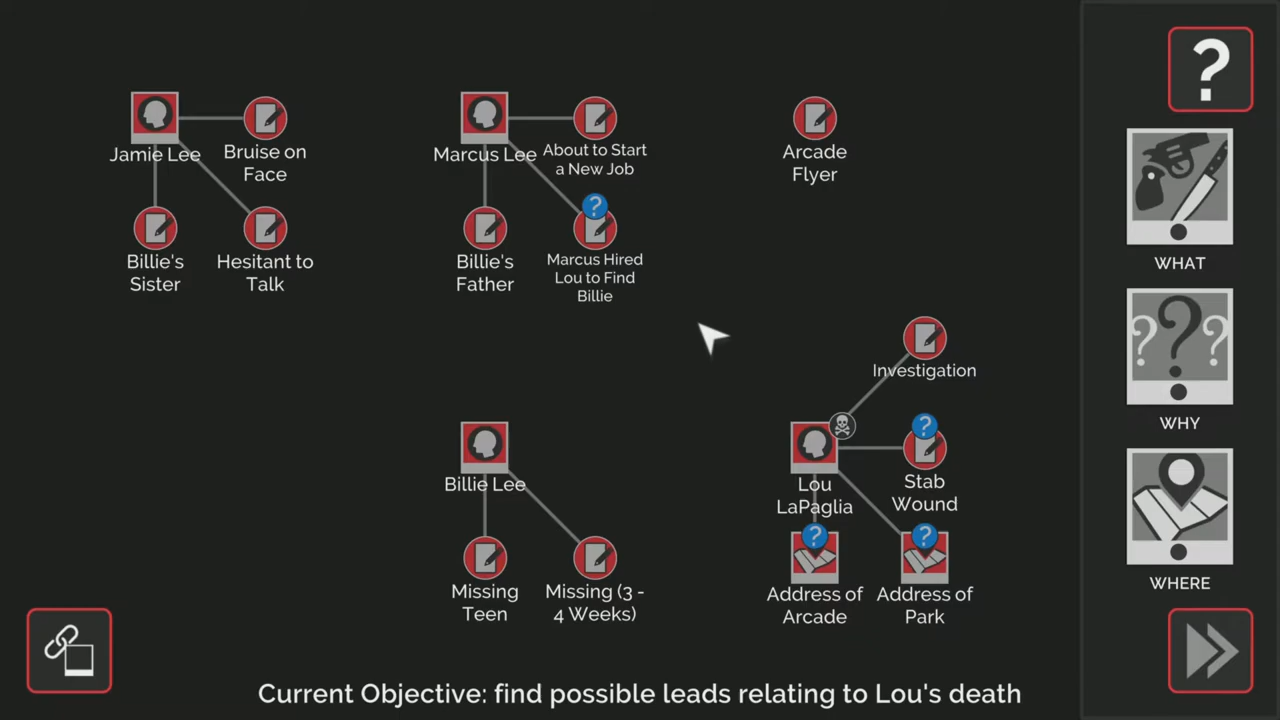 Jamie Lee
Bruise on
Face
Billie's
Sister
Hesitant to
Talk
Marcus Lee
About to Start
a New Job
Billie's
Father
?
Marcus Hired
Lou to Find
Billie
Arcade
Flyer
Investigation
Billie Lee
Missing
Teen
Missing (3 -
4 Weeks)
Lou
LaPaglia
?
Stab
Wound
?
Address of
Arcade
?
Address of
Park
?
WHAT
? ? ?
WHY
WHERE
Current Objective: find possible leads relating to Lou's death